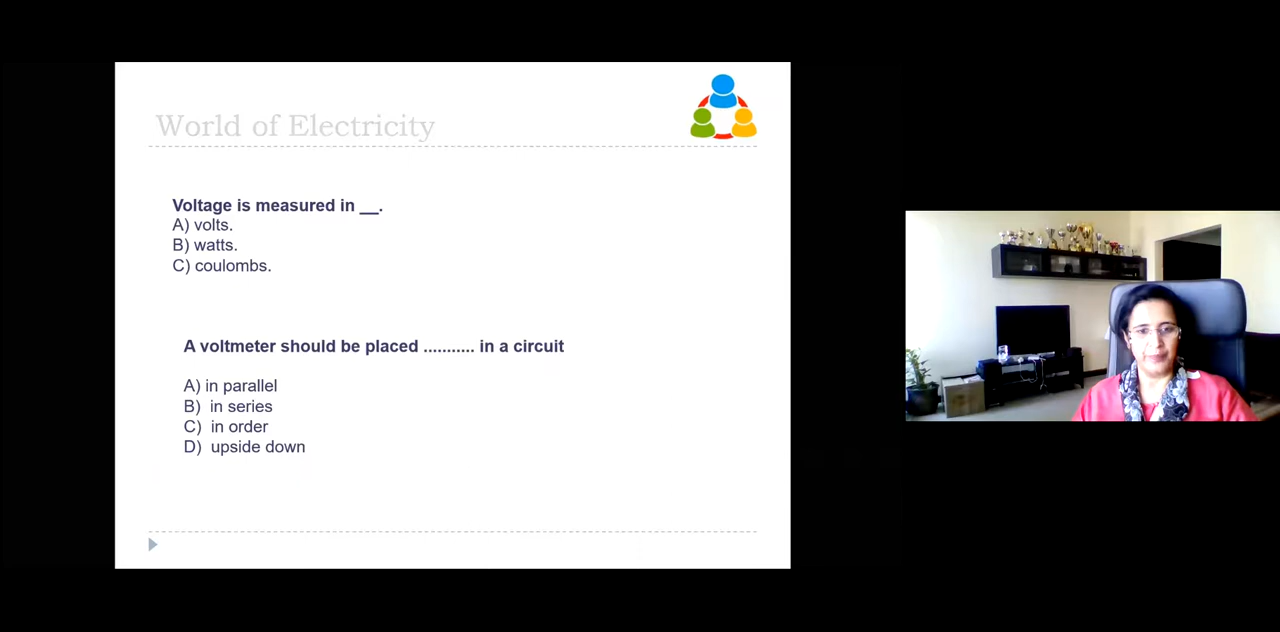 World of Electricity
Voltage is measured in __.
A) volts.
B) watts.
C) coulombs.
A voltmeter should be placed ........... in a circuit
A) in parallel
B) in series
C) in order
D) upside down